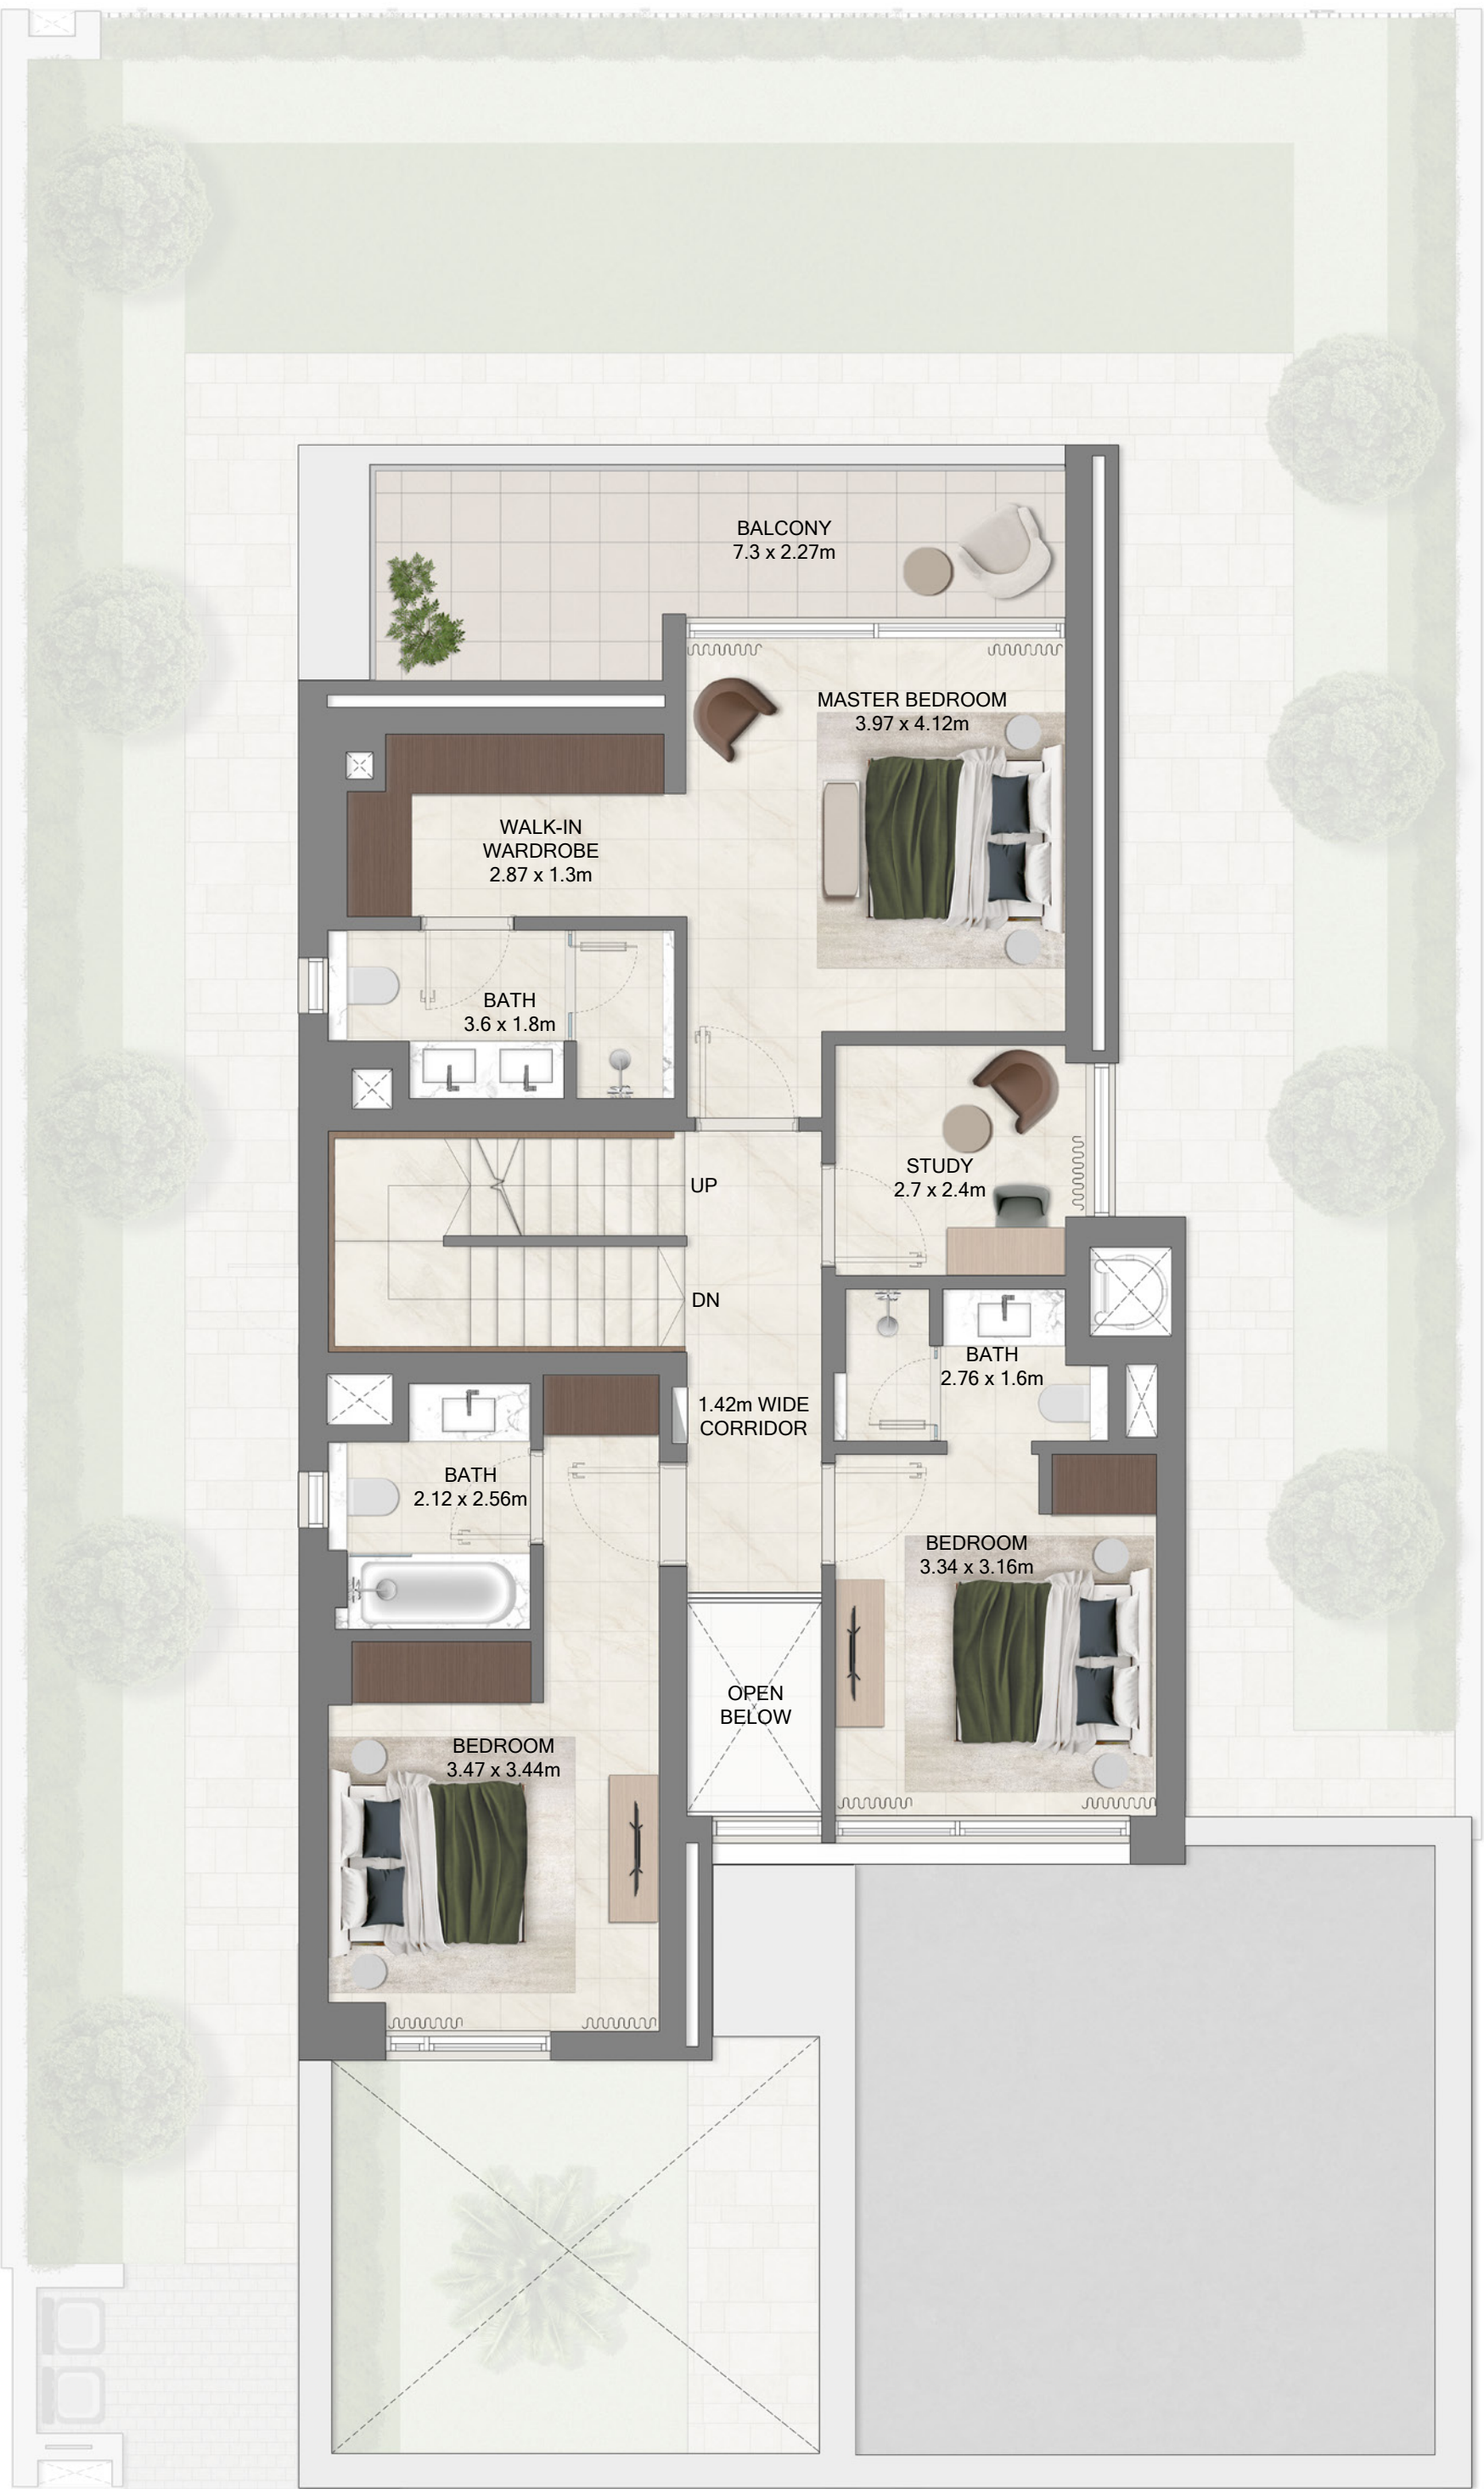 BALCONY
7.3 x 2.27m
MASTER BEDROOM
3.97 x 4.12m
WALK-IN
WARDROBE
2.87 x 1.3m
BATH
3.6 x 1.8m
STUDY
2.7 x 2.4m
UP
DN
BATH
2.76 x 1.6m
1.42m WIDE
CORRIDOR
BATH
2.12 x 2.56m
BEDROOM
3.34 x 3.16m
OPEN
BELOW
BEDROOM
3.47 x 3.44m